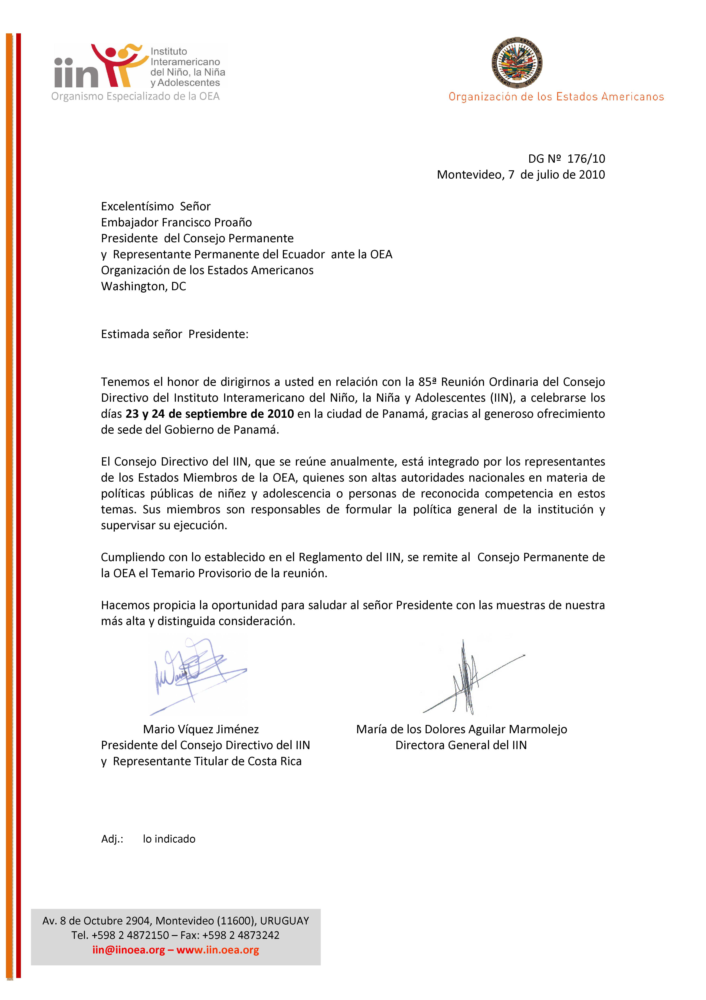 iin
Instituto
Interamericano
del Niño, la Niña
y Adolescentes
Organismo Especializado de la OEA
ORGANIZACIÓN DE LOS ESTADOS AMERICANOS
Organización de los Estados Americanos
DG Nº  176/10
Montevideo, 7  de julio de 2010
Excelentísimo  Señor
Embajador Francisco Proaño
Presidente  del Consejo Permanente
y  Representante Permanente del Ecuador  ante la OEA
Organización de los Estados Americanos
Washington, DC
Estimada señor  Presidente:
Tenemos el honor de dirigirnos a usted en relación con la 85ª Reunión Ordinaria del Consejo
Directivo del Instituto Interamericano del Niño, la Niña y Adolescentes (IIN), a celebrarse los
días 23 y 24 de septiembre de 2010 en la ciudad de Panamá, gracias al generoso ofrecimiento
de sede del Gobierno de Panamá.
El Consejo Directivo del IIN, que se reúne anualmente, está integrado por los representantes
de los Estados Miembros de la OEA, quienes son altas autoridades nacionales en materia de
políticas públicas de niñez y adolescencia o personas de reconocida competencia en estos
temas. Sus miembros son responsables de formular la política general de la institución y
supervisar su ejecución.
Cumpliendo con lo establecido en el Reglamento del IIN, se remite al  Consejo Permanente de
la OEA el Temario Provisorio de la reunión.
Hacemos propicia la oportunidad para saludar al señor Presidente con las muestras de nuestra
más alta y distinguida consideración.
Mario Víquez Jiménez
Presidente del Consejo Directivo del IIN
y  Representante Titular de Costa Rica
María de los Dolores Aguilar Marmolejo
Directora General del IIN
Adj.: lo indicado
Av. 8 de Octubre 2904, Montevideo (11600), URUGUAY
Tel. +598 2 4872150 – Fax: +598 2 4873242
iin@iinoea.org – www.iin.oea.org